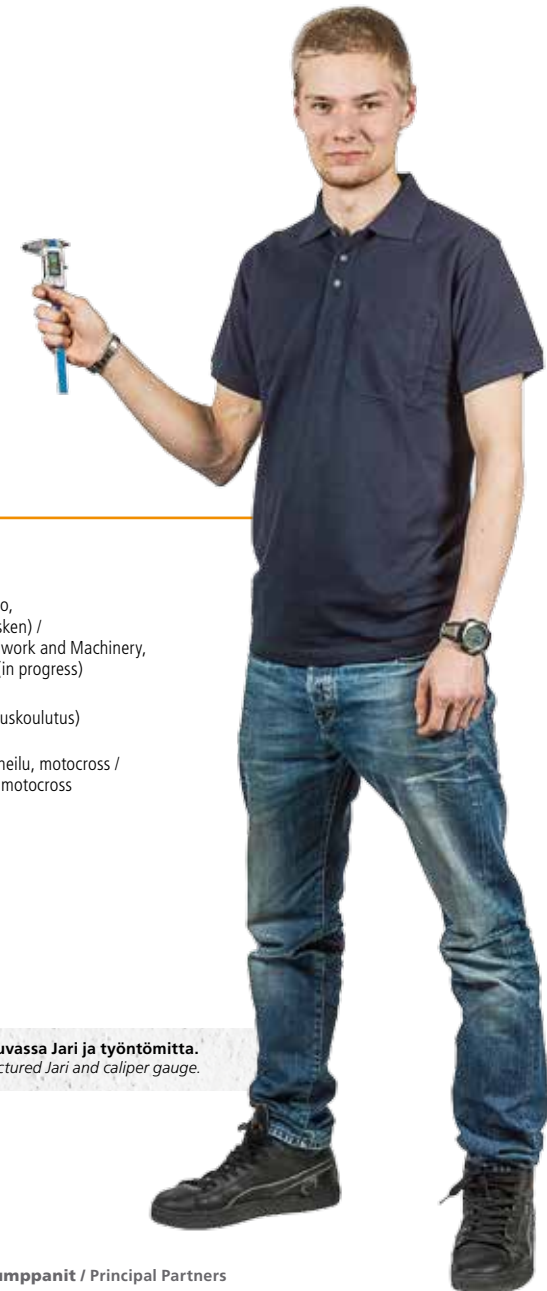 o,
sken) /
work and Machinery,
(in progress)
uskoulutus)
neilu, motocross /
motocross
uvassa Jari ja työntömitta.
ctured Jari and caliper gauge.
umppanit / Principal Partners